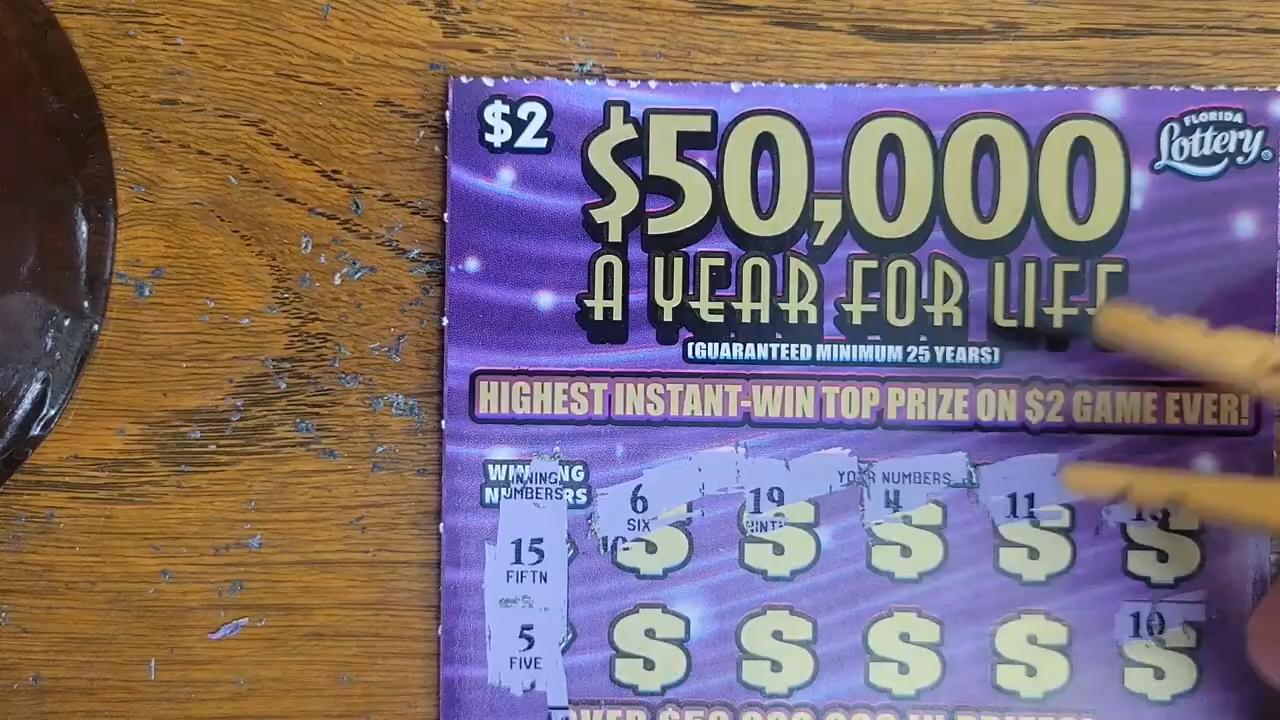 $2
$50,000
FLORIDA
Lottery
A YEAR FOR LIFE
(GUARANTEED MINIMUM 25 YEARS)
HIGHEST INSTANT-WIN TOP PRIZE ON $2 GAME EVER!
WINNING
NUMBERS
YOUR NUMBERS
6 19 4 11
SIX NINTN
15
FIFTN
10
5
FIVE